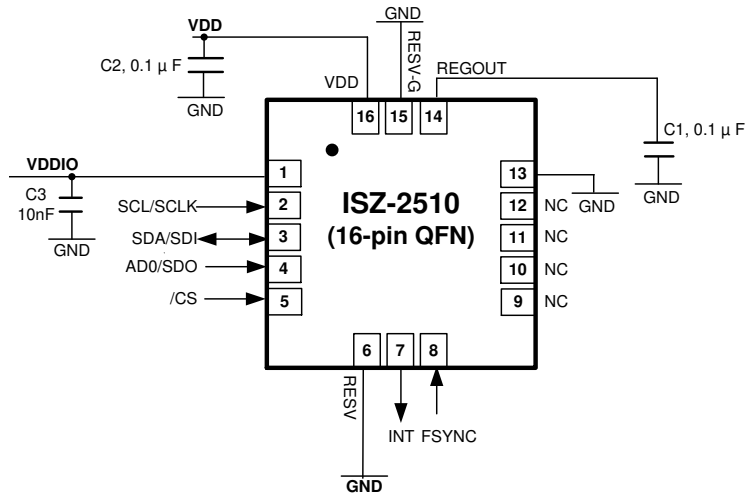 GND
VDD
RESV-G
REGOUT
C2, 0.1 µ F
VDD
GND
16
15
14
C1, 0.1 µ F
VDDIO
1
13
C3
10nF
SCL/SCLK
2
ISZ-2510
12
NC
GND
GND
GND
SDA/SDI
3
(16-pin QFN)
11
NC
AD0/SDO
4
10
NC
/CS
5
9
NC
6
7
8
RESV
INT
FSYNC
GND